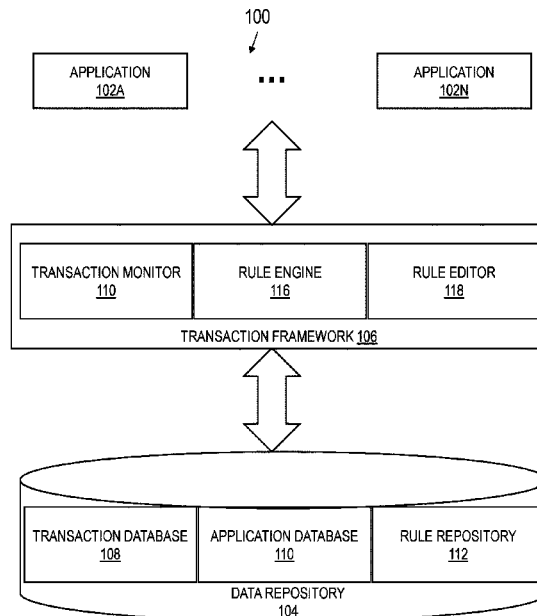 100
APPLICATION
102A
...
APPLICATION
102N
TRANSACTION MONITOR
110
RULE ENGINE
116
RULE EDITOR
118
TRANSACTION FRAMEWORK 106
TRANSACTION DATABASE
108
APPLICATION DATABASE
110
RULE REPOSITORY
112
DATA REPOSITORY
104